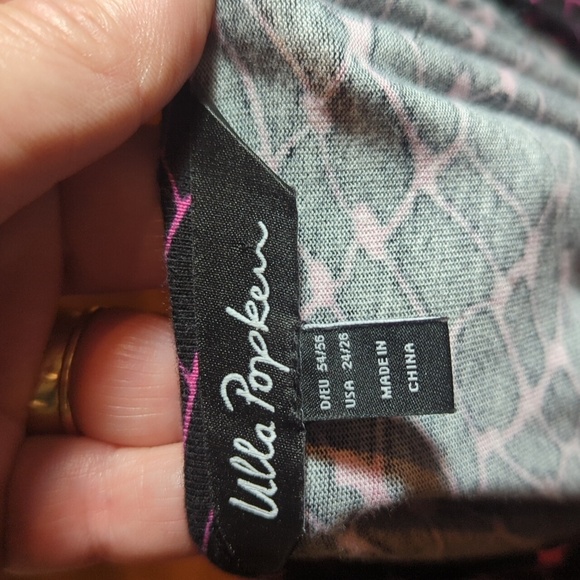 Ulla Popken
D/EU 54/56
USA 24/26
MADE IN
CHINA